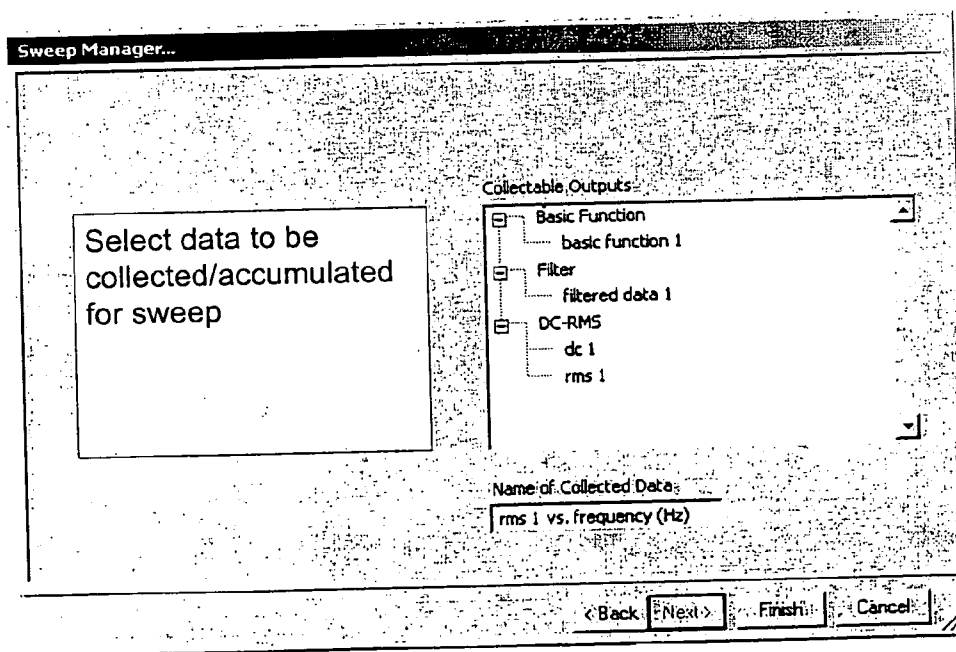 Sweep Manager...
Select data to be
collected/accumulated
for sweep
Collectable Outputs
Basic Function
basic function 1
Filter
filtered data 1
DC-RMS
dc 1
rms 1
Name of Collected Data
rms 1 vs. frequency (Hz)
< Back
Next >
Finish
Cancel